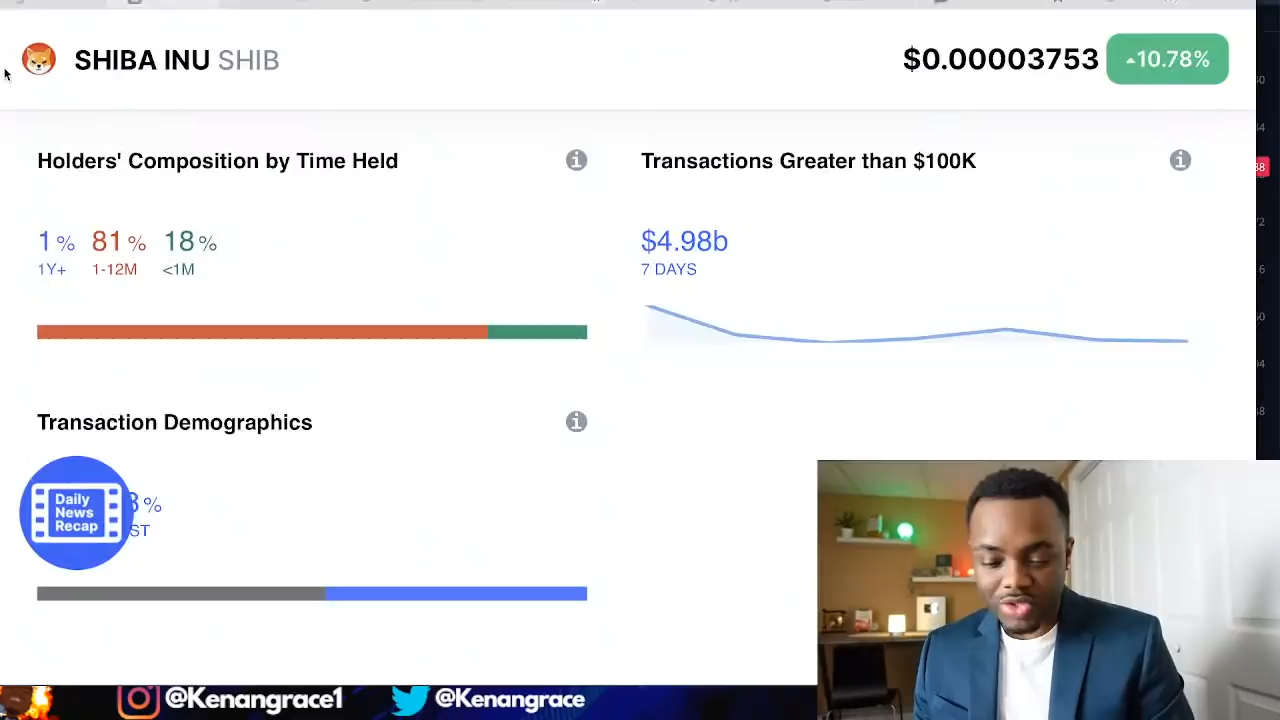 SHIBA INU SHIB
$0.00003753
10.78%
Holders' Composition by Time Held
Transactions Greater than $100K
1% 81% 18%
1Y+ 1-12M <1M
$4.98b
7 DAYS
Transaction Demographics
Daily
News
Recap
%
ST
@Kenangrace1
@Kenangrace